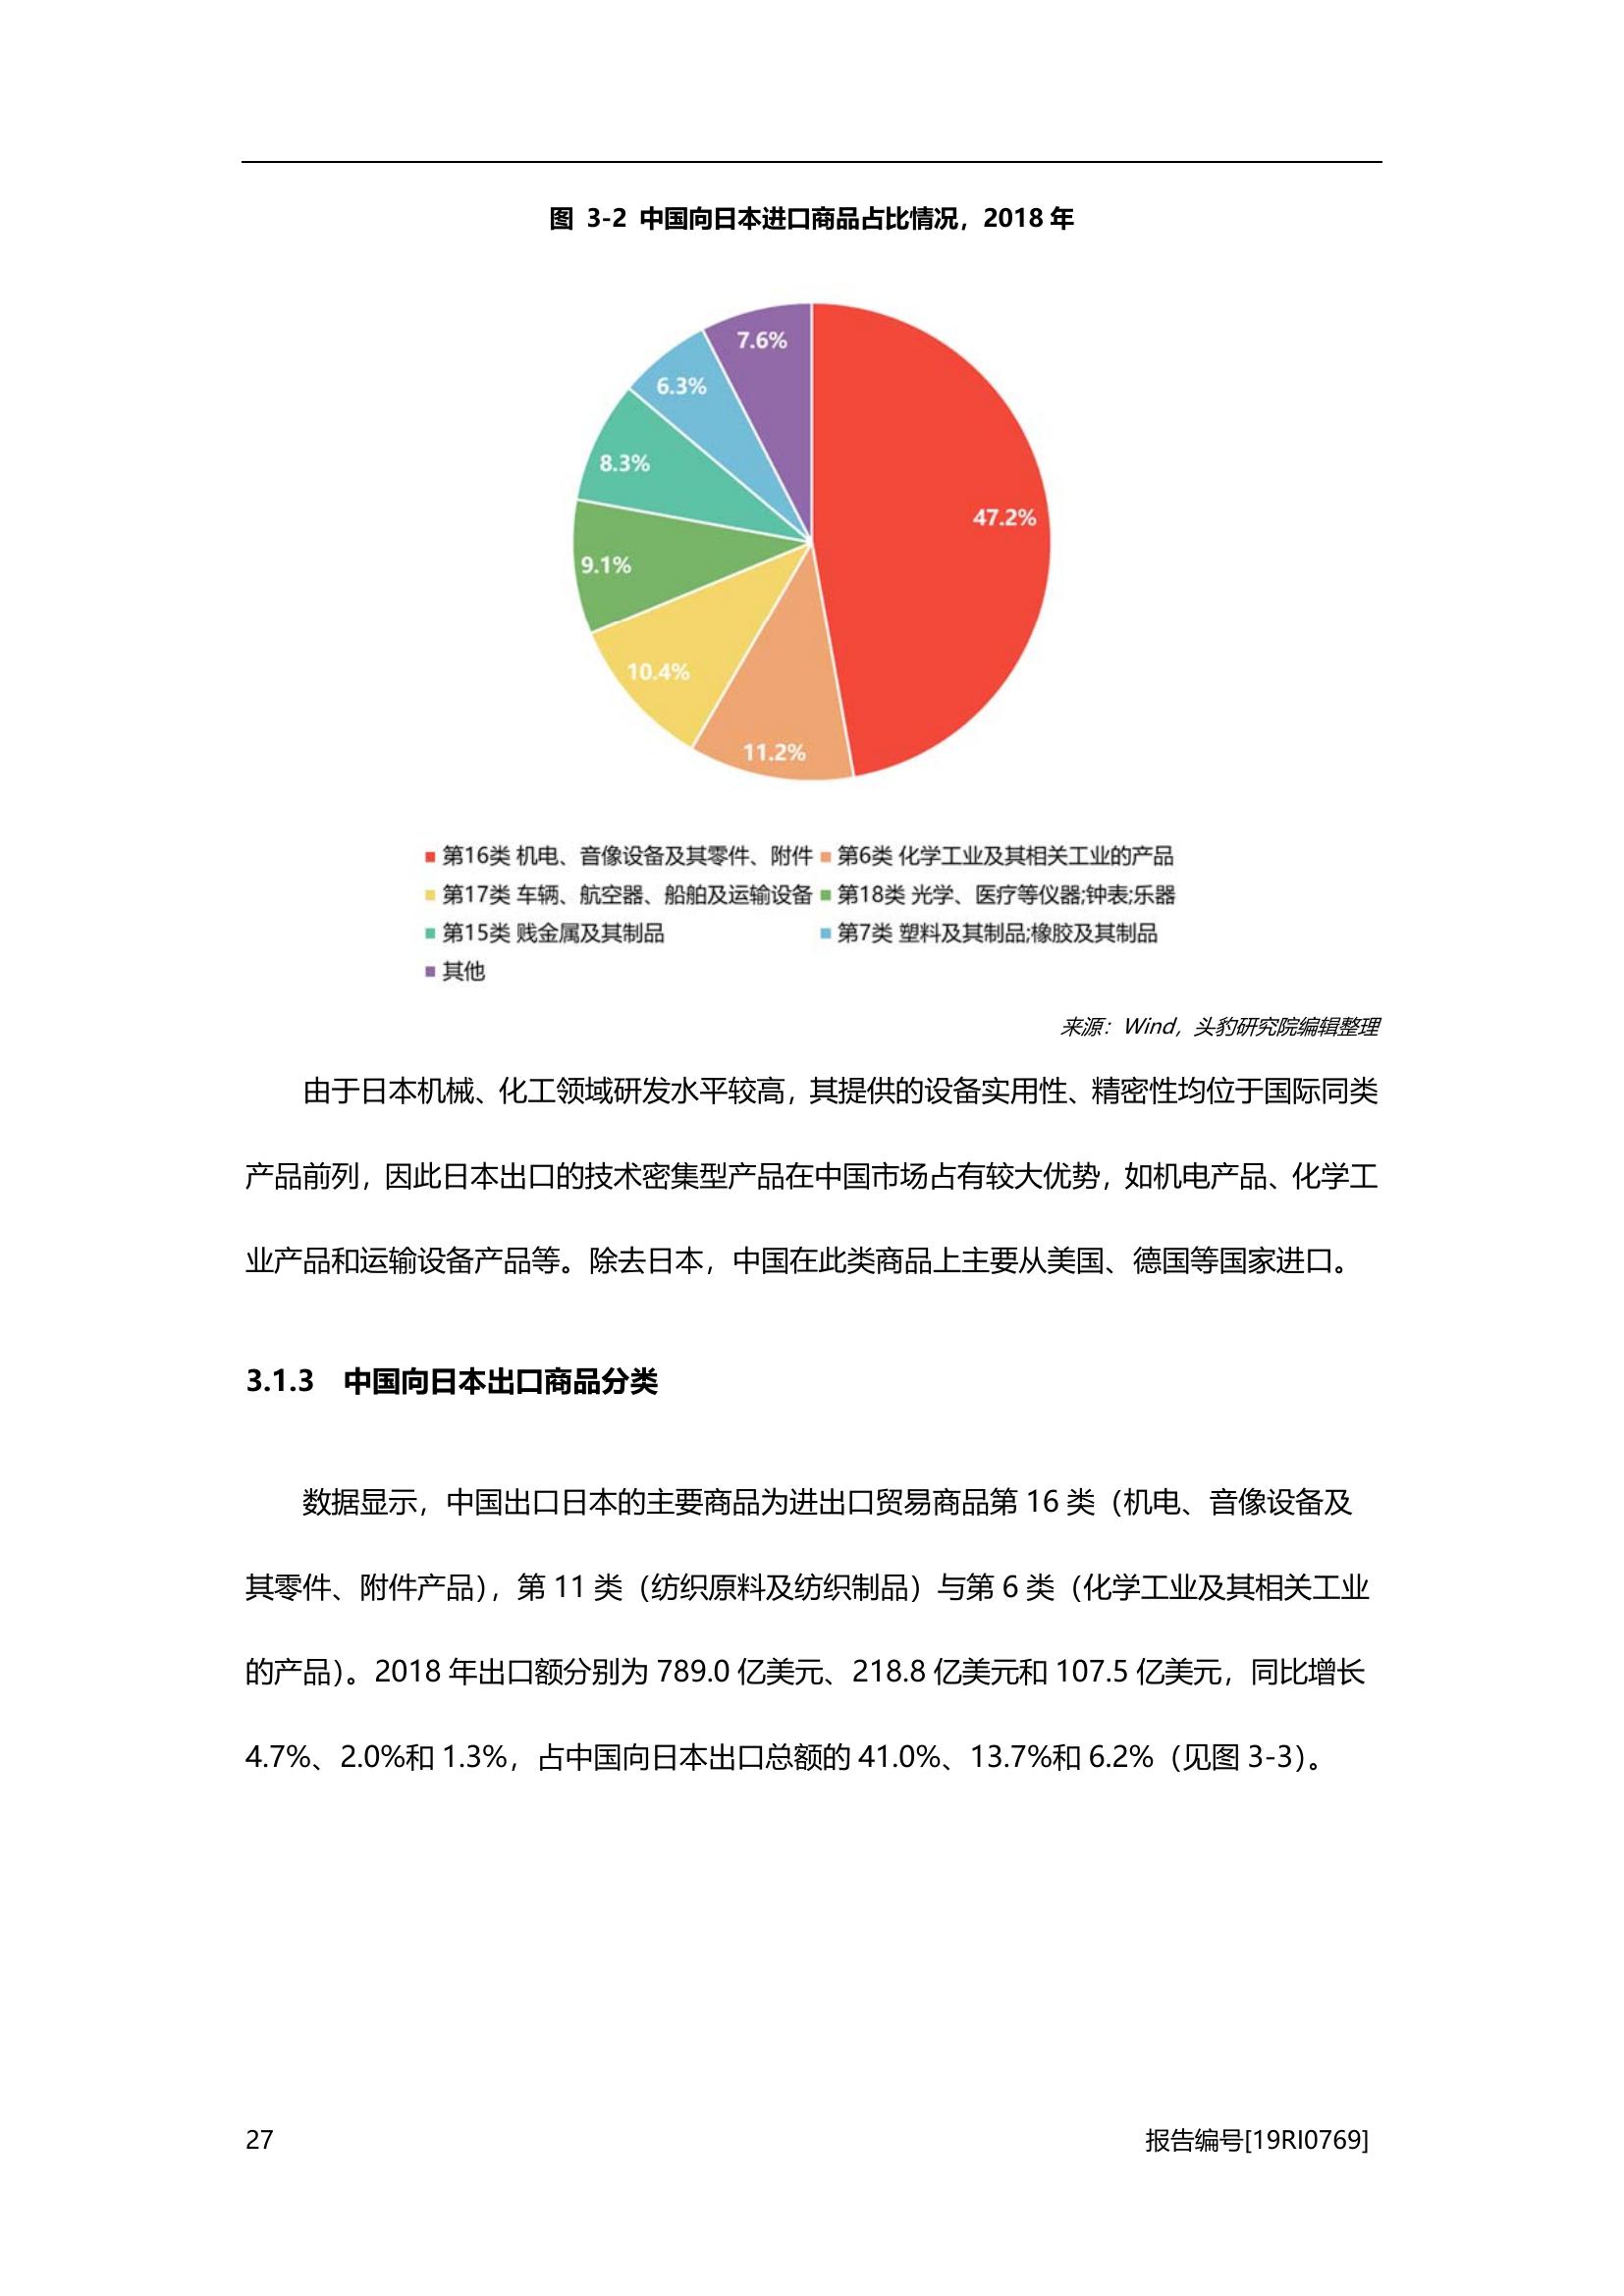 图 3-2 中国向日本进口商品占比情况，2018 年
7.6%
6.3%
8.3%
47.2%
9.1%
10.4%
11.2%
第16类 机电、音像设备及其零件、附件 第6类 化学工业及其相关工业的产品
第17类 车辆、航空器、船舶及运输设备 第18类 光学、医疗等仪器;钟表;乐器
第15类 贱金属及其制品 第7类 塑料及其制品;橡胶及其制品
其他
来源：Wind，头豹研究院编辑整理
由于日本机械、化工领域研发水平较高，其提供的设备实用性、精密性均位于国际同类
产品前列，因此日本出口的技术密集型产品在中国市场占有较大优势，如机电产品、化学工
业产品和运输设备产品等。除去日本，中国在此类商品上主要从美国、德国等国家进口。
3.1.3 中国向日本出口商品分类
数据显示，中国出口日本的主要商品为进出口贸易商品第 16 类（机电、音像设备及
其零件、附件产品），第 11 类（纺织原料及纺织制品）与第 6 类（化学工业及其相关工业
的产品）。2018 年出口额分别为 789.0 亿美元、218.8 亿美元和 107.5 亿美元，同比增长
4.7%、2.0%和 1.3%，占中国向日本出口总额的 41.0%、13.7%和 6.2%（见图 3-3）。
27 报告编号[19RI0769]